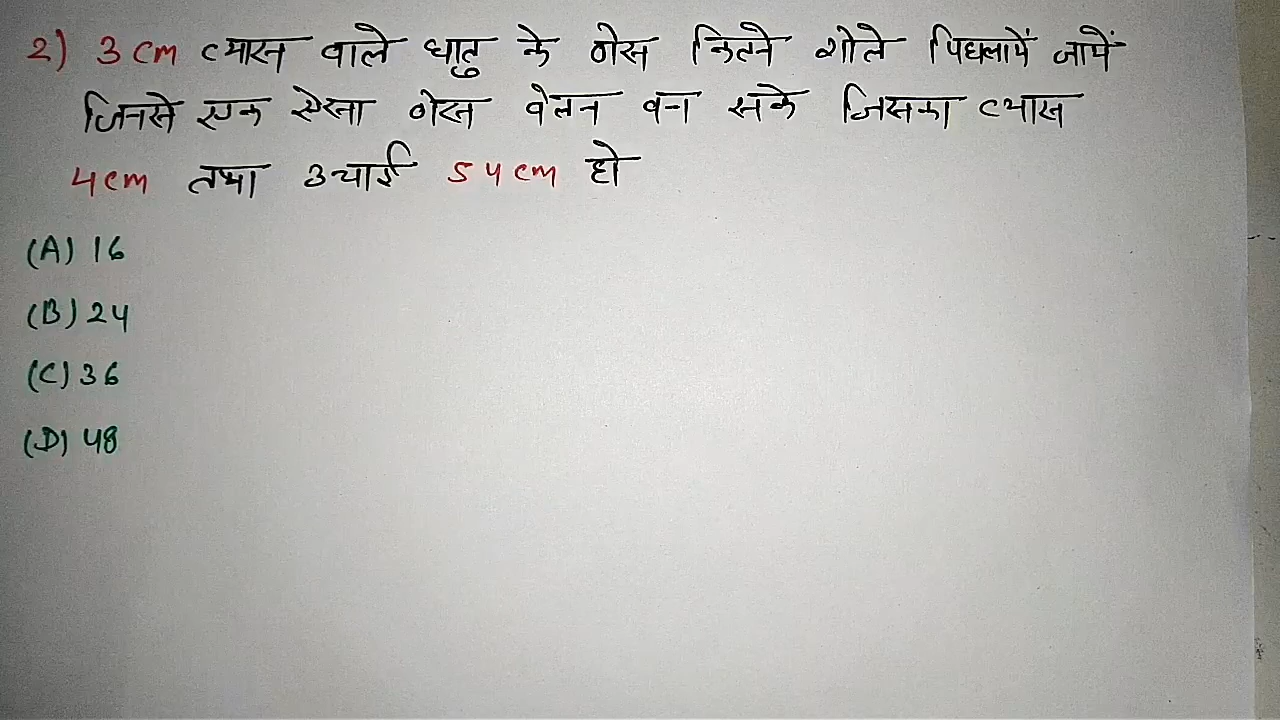 2) 3 cm व्यास वाले धातु के ठोस कितने गोले पिघलायें जायें
जिनसे एक ऐसा ठोस बेलन बन सके जिसका व्यास
4cm तथा उचाई 54cm हो
(A) 16
(B) 24
(C) 36
(D) 48